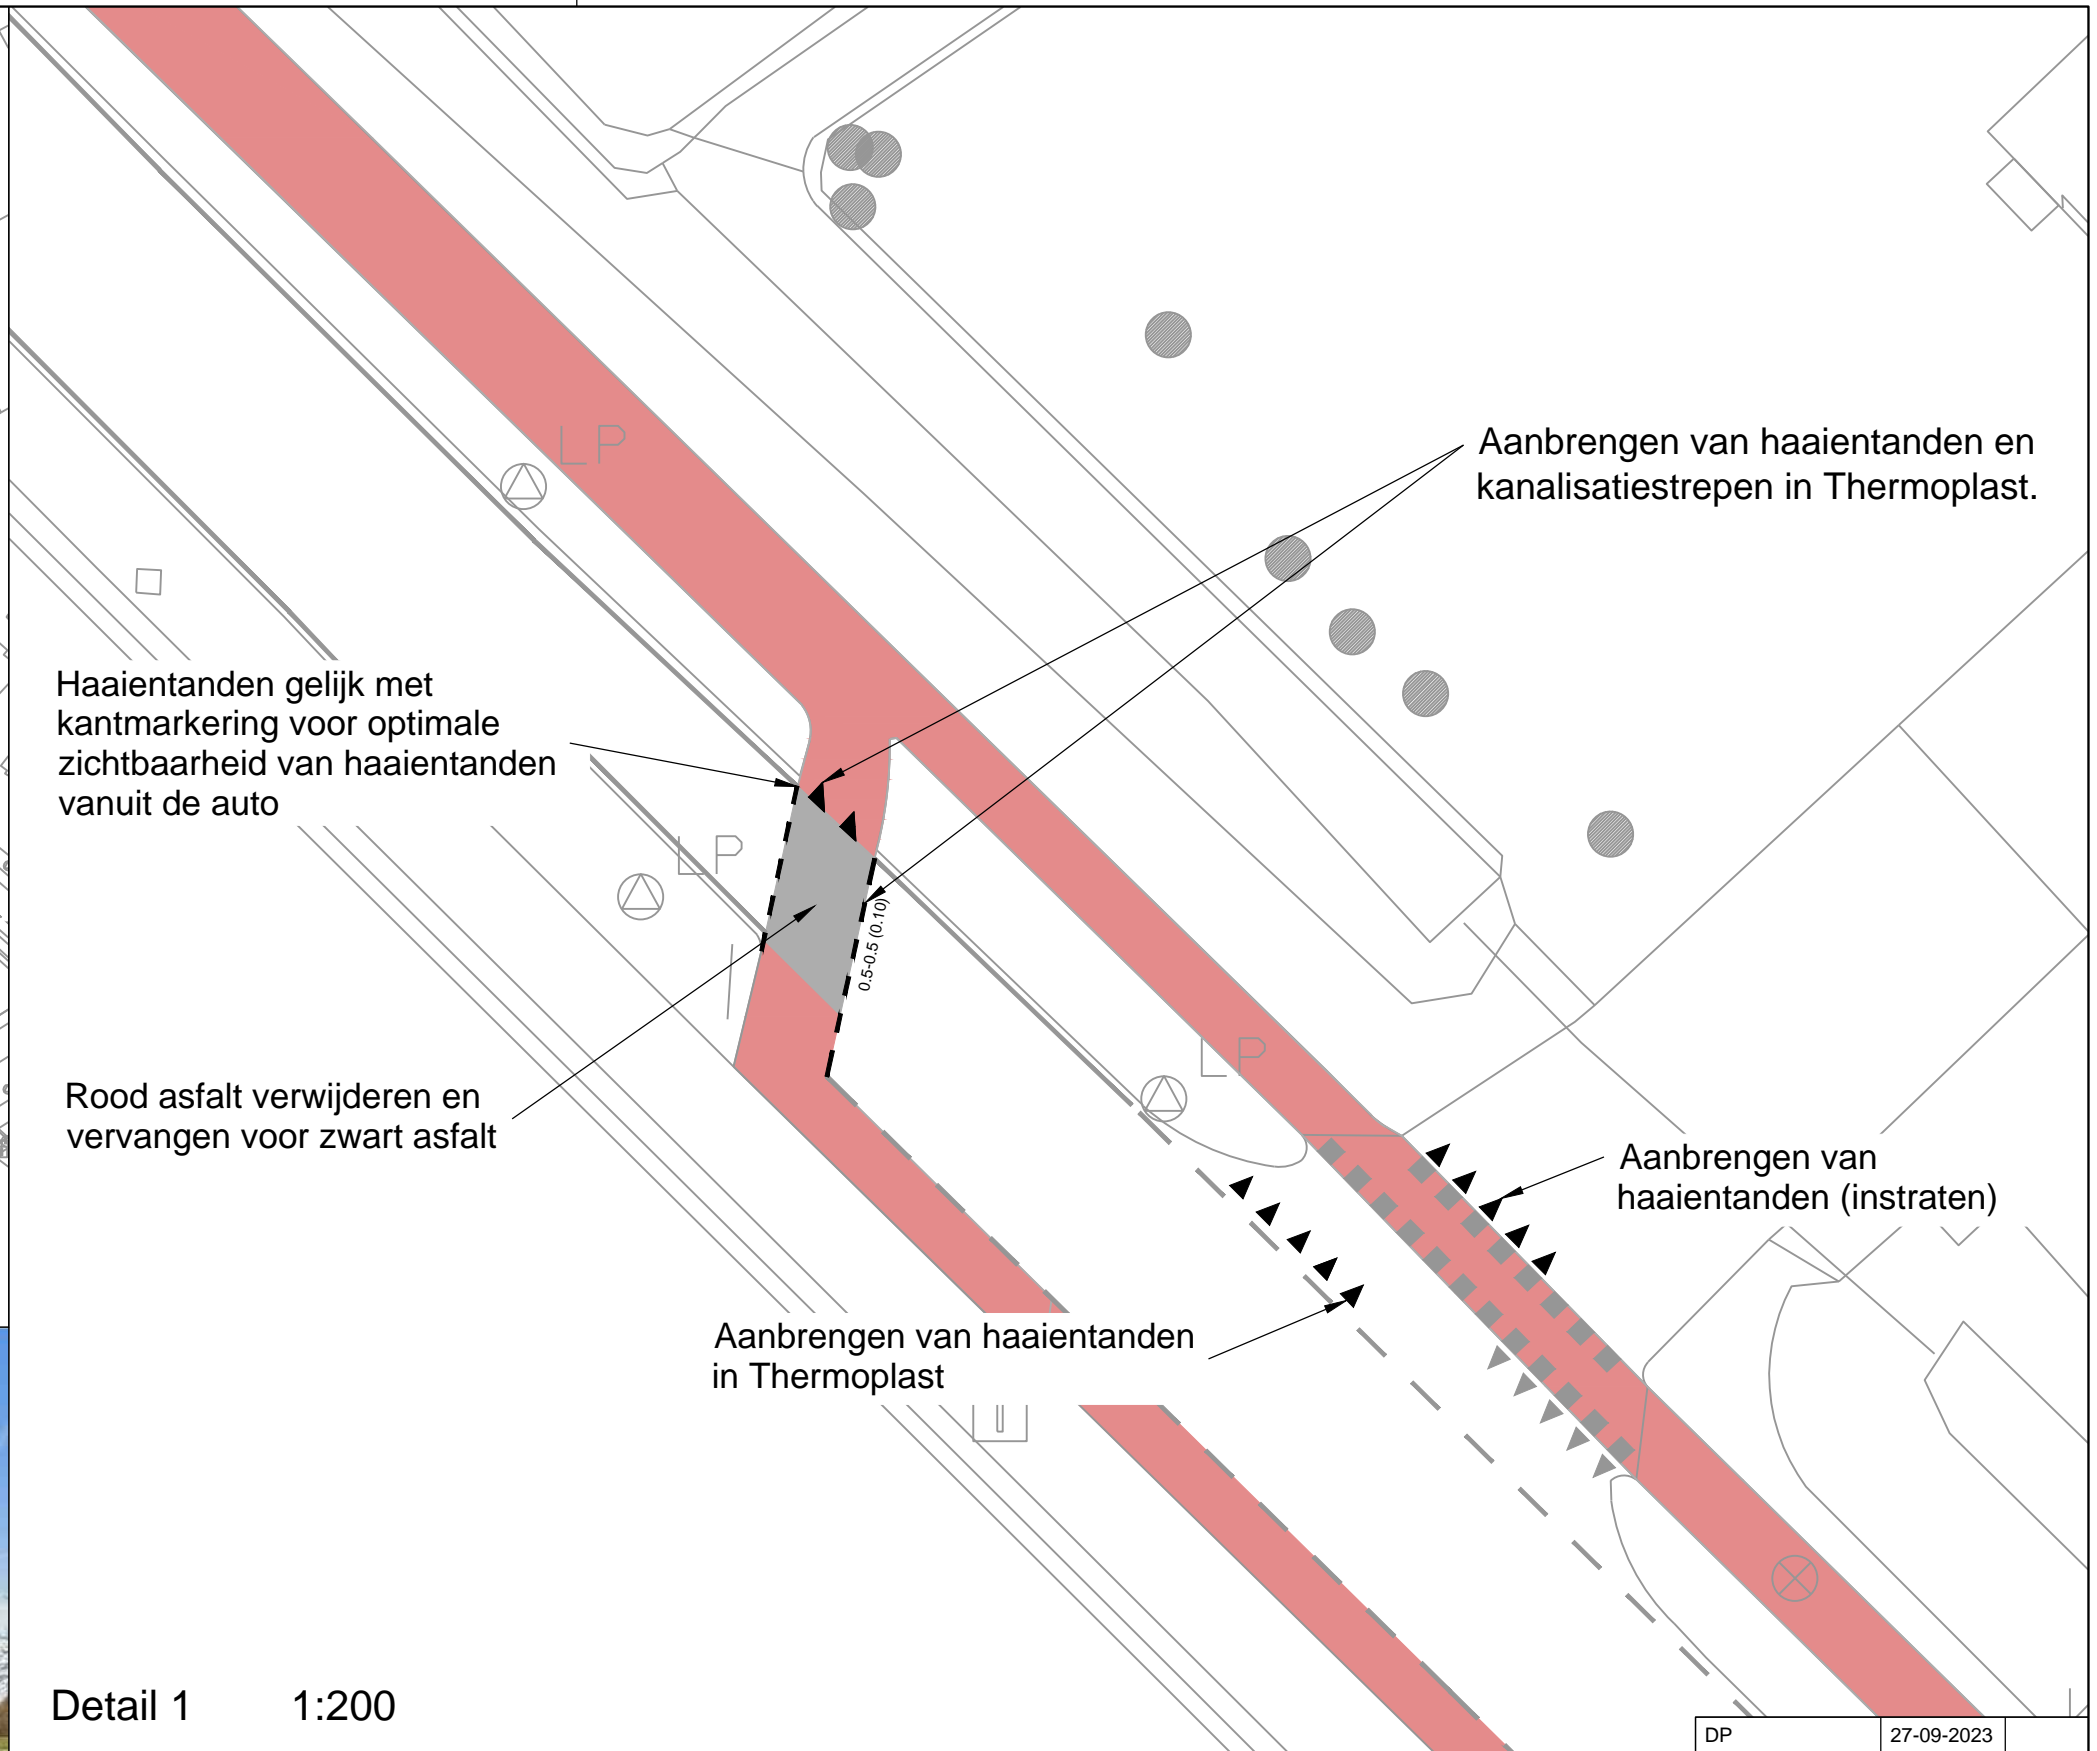 LP
Aanbrengen van haaientanden en
kanalisatiestrepen in Thermoplast.
Haaientanden gelijk met
kantmarkering voor optimale
zichtbaarheid van haaientanden
vanuit de auto
LP
0.5-0.5 (0.10)
LP
Rood asfalt verwijderen en
vervangen voor zwart asfalt
Aanbrengen van
haaientanden (instraten)
Aanbrengen van haaientanden
in Thermoplast
Detail 1 1:200
DP 27-09-2023